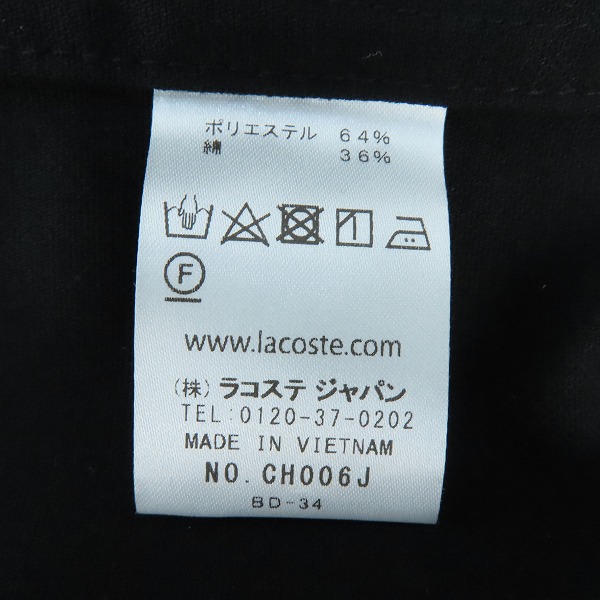 ポリエステル 64%
綿 36%
F
www.lacoste.com
(株) ラコステ ジャパン
TEL:0120-37-0202
MADE IN VIETNAM
NO. CH006J
BD-34